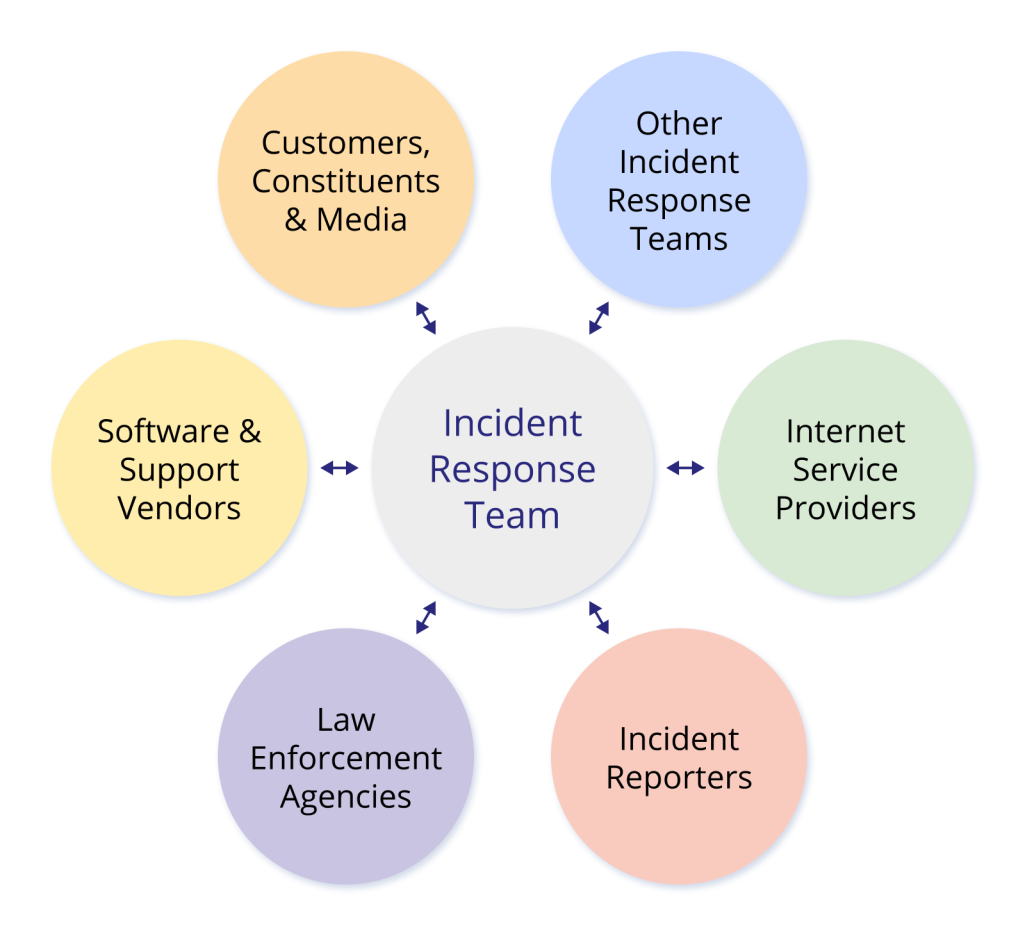 Customers,
Constituents
& Media
Other
Incident
Response
Teams
Software &
Support
Vendors
Incident
Response
Team
Internet
Service
Providers
Law
Enforcement
Agencies
Incident
Reporters